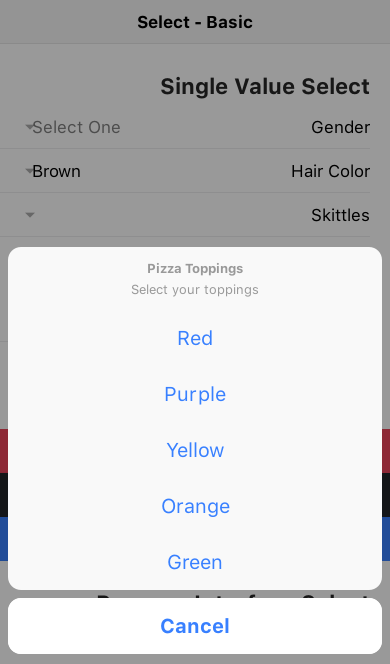 Select - Basic
Single Value Select
Gender
Select One
Hair Color
Brown
Skittles
Pizza Toppings
Select your toppings
Red
Purple
Yellow
Orange
Green
Cancel